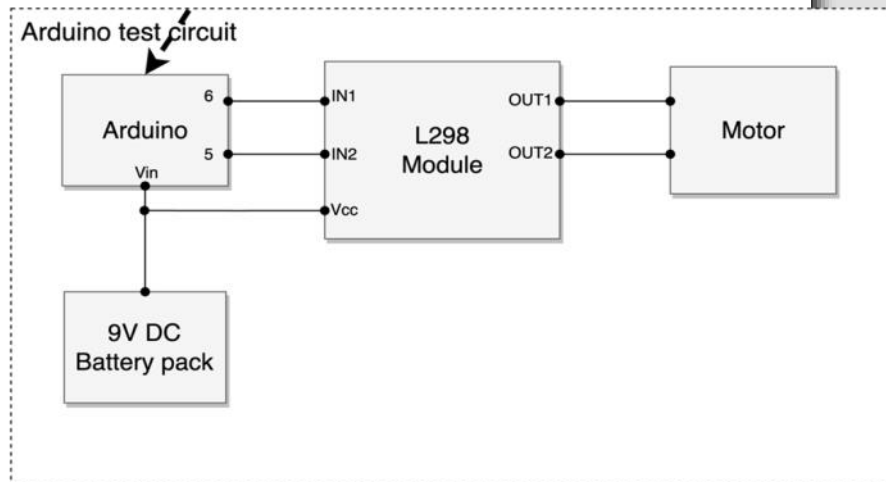 Arduino test circuit
6
IN1
OUT1
Arduino
L298
Module
Motor
5
IN2
OUT2
Vin
Vcc
9V DC
Battery pack